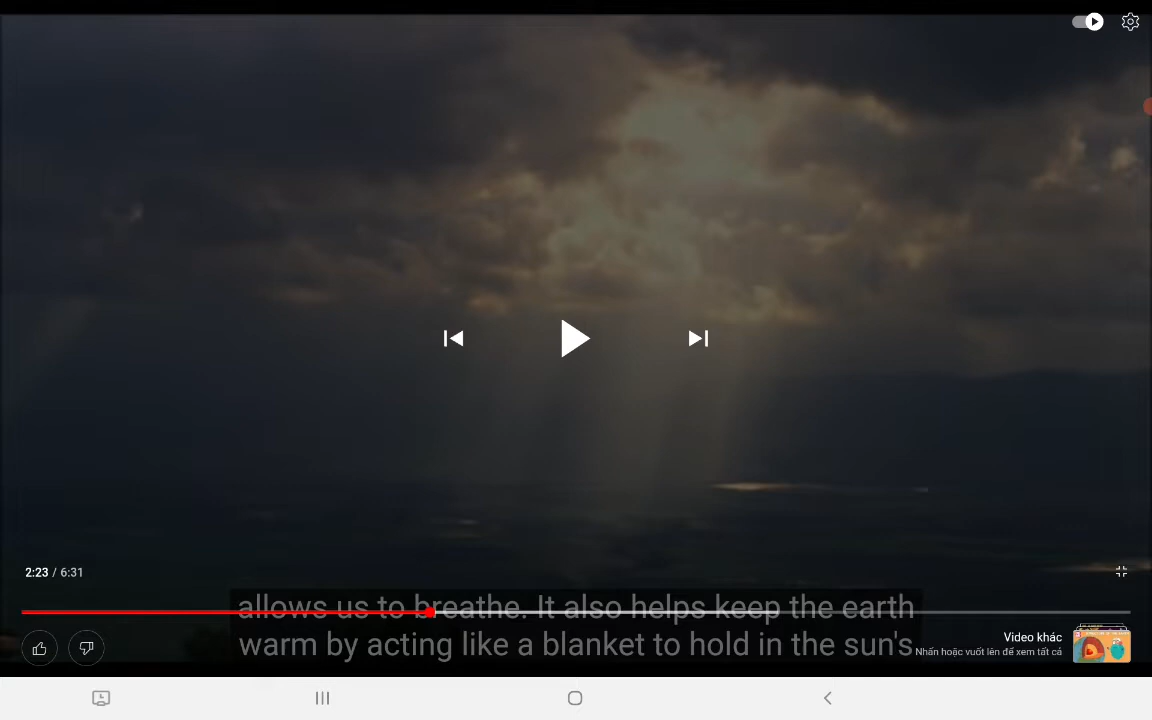 2:23 / 6:31
allows us to breathe. It also helps keep the earth
warm by acting like a blanket to hold in the sun's
Video khác
Nhấn hoặc vuốt lên để xem tất cả